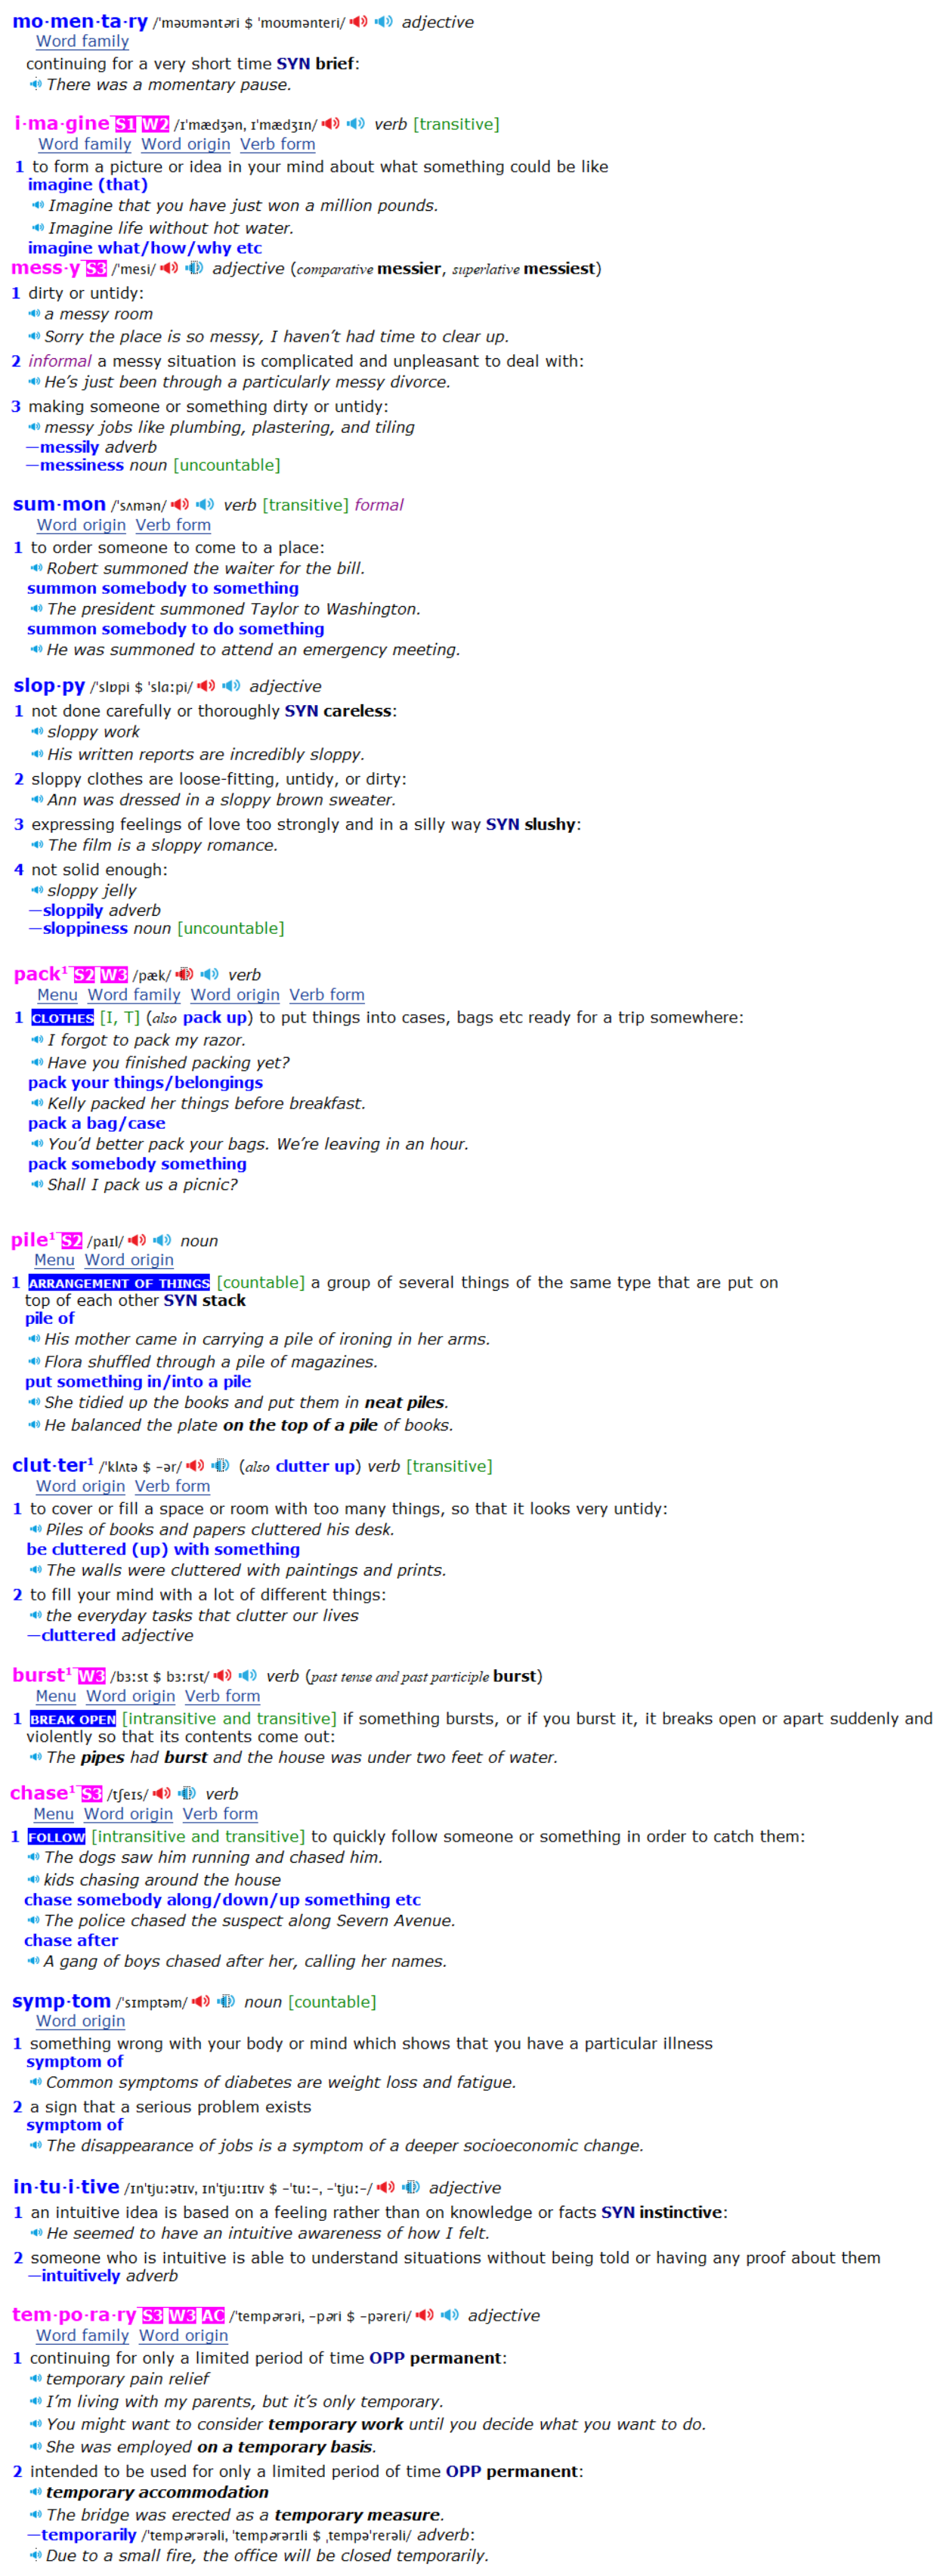 mo·men·ta·ry /ˈməʊməntəri $ ˈmoʊmənteri/ adjective
Word family
continuing for a very short time SYN brief:
There was a momentary pause.
i·ma·gine S1 W2 /ɪˈmædʒən, ɪˈmædʒɪn/ verb [transitive]
Word family Word origin Verb form
1 to form a picture or idea in your mind about what something could be like
imagine (that)
Imagine that you have just won a million pounds.
Imagine life without hot water.
imagine what/how/why etc
mess·y S3 /ˈmesi/ adjective (comparative messier, superlative messiest)
1 dirty or untidy:
a messy room
Sorry the place is so messy, I haven’t had time to clear up.
2 informal a messy situation is complicated and unpleasant to deal with:
He’s just been through a particularly messy divorce.
3 making someone or something dirty or untidy:
messy jobs like plumbing, plastering, and tiling
—messily adverb
—messiness noun [uncountable]
sum·mon /ˈsʌmən/ verb [transitive] formal
Word origin Verb form
1 to order someone to come to a place:
Robert summoned the waiter for the bill.
summon somebody to something
The president summoned Taylor to Washington.
summon somebody to do something
He was summoned to attend an emergency meeting.
slop·py /ˈslɒpi $ ˈslɑːpi/ adjective
1 not done carefully or thoroughly SYN careless:
sloppy work
His written reports are incredibly sloppy.
2 sloppy clothes are loose-fitting, untidy, or dirty:
Ann was dressed in a sloppy brown sweater.
3 expressing feelings of love too strongly and in a silly way SYN slushy:
The film is a sloppy romance.
4 not solid enough:
sloppy jelly
—sloppily adverb
—sloppiness noun [uncountable]
pack¹ S2 W3 /pæk/ verb
Menu Word family Word origin Verb form
1 CLOTHES [I, T] (also pack up) to put things into cases, bags etc ready for a trip somewhere:
I forgot to pack my razor.
Have you finished packing yet?
pack your things/belongings
Kelly packed her things before breakfast.
pack a bag/case
You’d better pack your bags. We’re leaving in an hour.
pack somebody something
Shall I pack us a picnic?
pile¹ S2 /paɪl/ noun
Menu Word origin
1 ARRANGEMENT OF THINGS [countable] a group of several things of the same type that are put on
top of each other SYN stack
pile of
His mother came in carrying a pile of ironing in her arms.
Flora shuffled through a pile of magazines.
put something in/into a pile
She tidied up the books and put them in neat piles.
He balanced the plate on the top of a pile of books.
clut·ter¹ /ˈklʌtə $ -ər/ (also clutter up) verb [transitive]
Word origin Verb form
1 to cover or fill a space or room with too many things, so that it looks very untidy:
Piles of books and papers cluttered his desk.
be cluttered (up) with something
The walls were cluttered with paintings and prints.
2 to fill your mind with a lot of different things:
the everyday tasks that clutter our lives
—cluttered adjective
burst¹ W3 /bɜːst $ bɜːrst/ verb (past tense and past participle burst)
Menu Word origin Verb form
1 BREAK OPEN [intransitive and transitive] if something bursts, or if you burst it, it breaks open or apart suddenly and
violently so that its contents come out:
The pipes had burst and the house was under two feet of water.
chase¹ S3 /tʃeɪs/ verb
Menu Word origin Verb form
1 FOLLOW [intransitive and transitive] to quickly follow someone or something in order to catch them:
The dogs saw him running and chased him.
kids chasing around the house
chase somebody along/down/up something etc
The police chased the suspect along Severn Avenue.
chase after
A gang of boys chased after her, calling her names.
symp·tom /ˈsɪmptəm/ noun [countable]
Word origin
1 something wrong with your body or mind which shows that you have a particular illness
symptom of
Common symptoms of diabetes are weight loss and fatigue.
2 a sign that a serious problem exists
symptom of
The disappearance of jobs is a symptom of a deeper socioeconomic change.
in·tu·i·tive /ɪnˈtjuːətɪv, ɪnˈtjuːɪtɪv $ -ˈtuː-, -ˈtjuː-/ adjective
1 an intuitive idea is based on a feeling rather than on knowledge or facts SYN instinctive:
He seemed to have an intuitive awareness of how I felt.
2 someone who is intuitive is able to understand situations without being told or having any proof about them
—intuitively adverb
tem·po·ra·ry S3 W3 AC /ˈtempərəri, -pəri $ -pəreri/ adjective
Word family Word origin
1 continuing for only a limited period of time OPP permanent:
temporary pain relief
I’m living with my parents, but it’s only temporary.
You might want to consider temporary work until you decide what you want to do.
She was employed on a temporary basis.
2 intended to be used for only a limited period of time OPP permanent:
temporary accommodation
The bridge was erected as a temporary measure.
—temporarily /ˈtempərərəli, ˈtempərərɪli $ ˌtempəˈrerəli/ adverb:
Due to a small fire, the office will be closed temporarily.